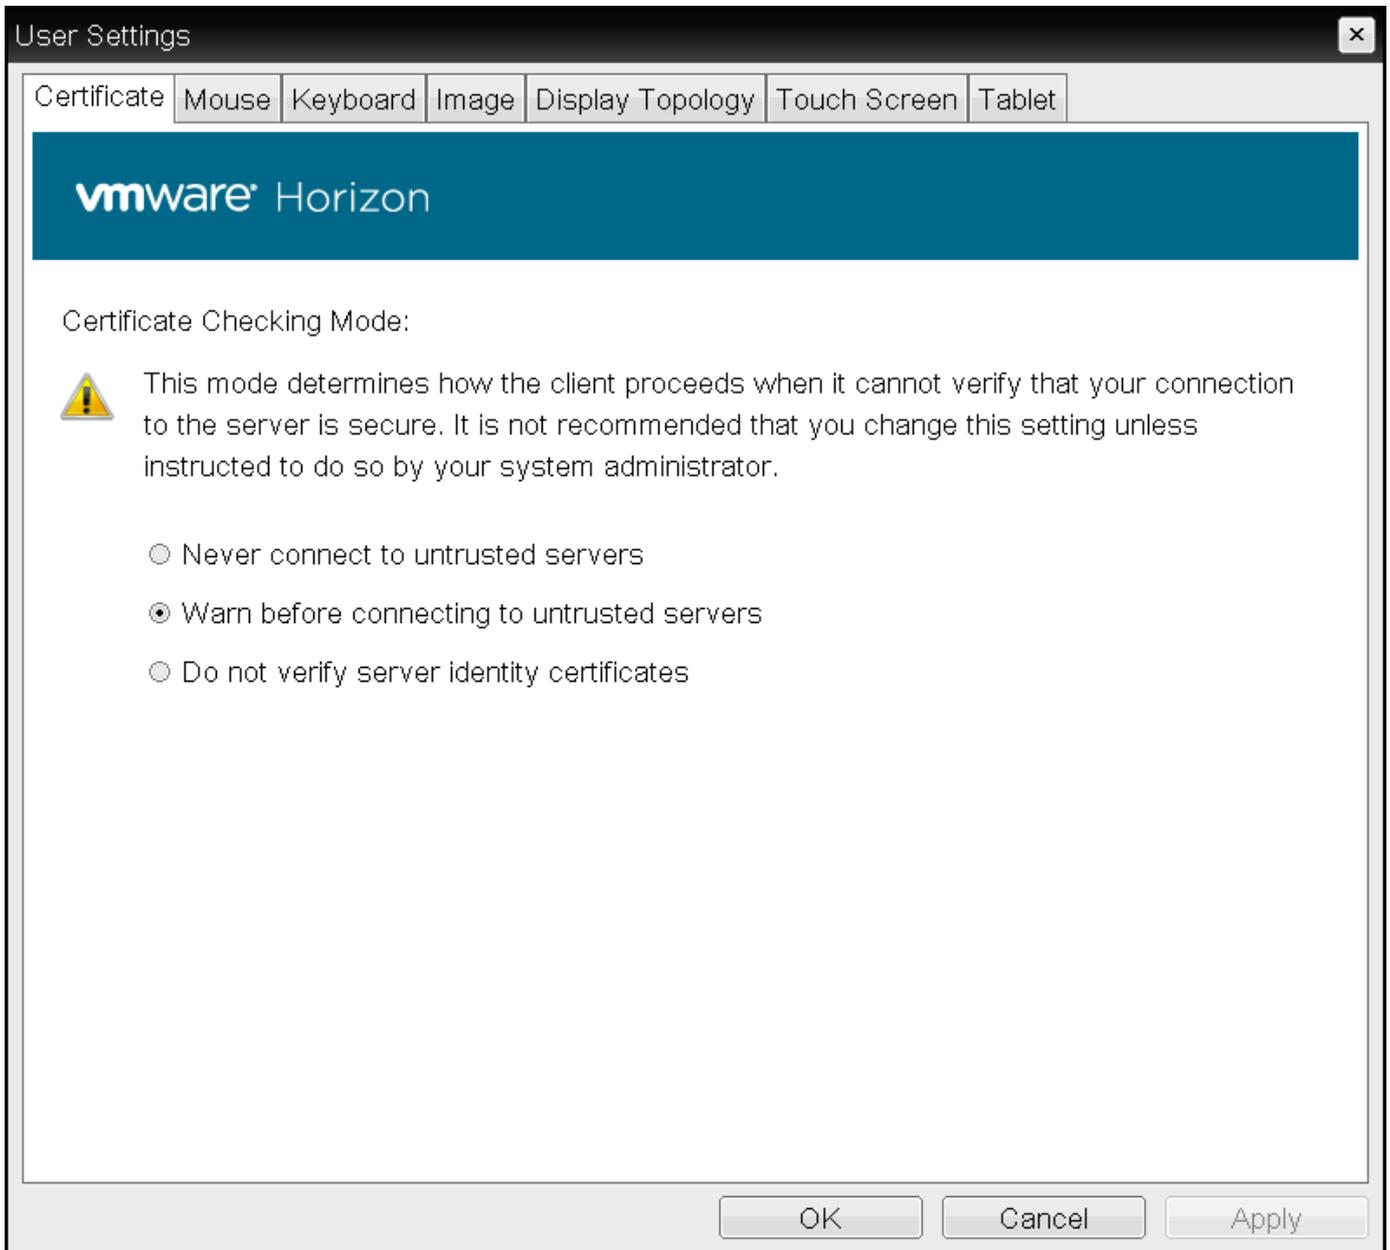 User Settings
Certificate Mouse Keyboard Image Display Topology Touch Screen Tablet
vmware Horizon
Certificate Checking Mode:
This mode determines how the client proceeds when it cannot verify that your connection
to the server is secure. It is not recommended that you change this setting unless
instructed to do so by your system administrator.
Never connect to untrusted servers
Warn before connecting to untrusted servers
Do not verify server identity certificates
OK Cancel Apply